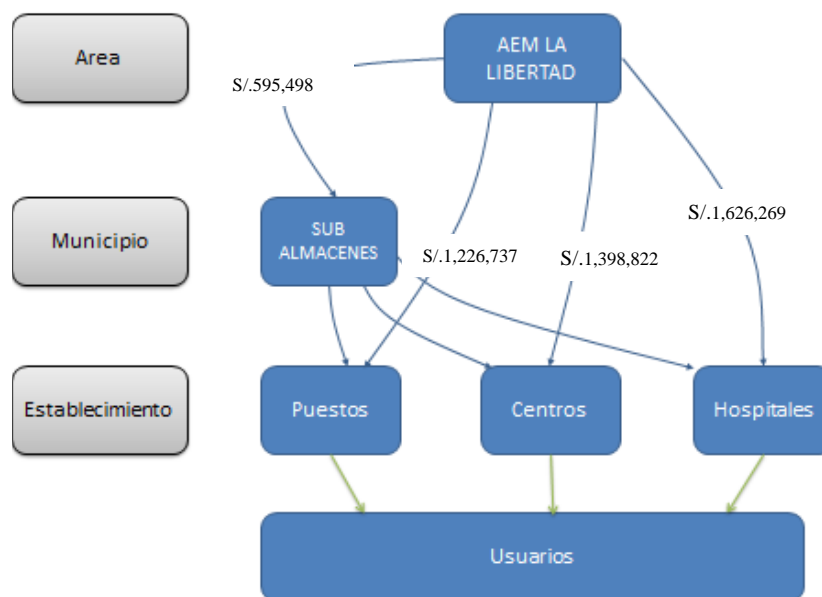 Area
AEM LA
LIBERTAD
S/.595,498
Municipio
SUB
ALMACENES
S/.1,626,269
S/.1,226,737
S/.1,398,822
Establecimiento
Puestos
Centros
Hospitales
Usuarios